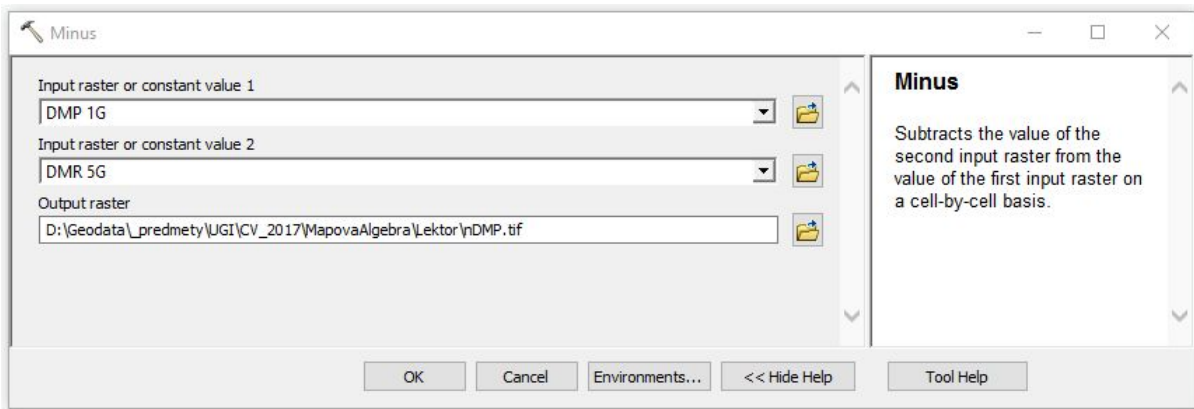 Minus
Input raster or constant value 1
DMP 1G
Input raster or constant value 2
DMR 5G
Output raster
D:\Geodata\_predmety\UGI\CV_2017\MapovaAlgebra\Lektor\nDMP.tif
Minus
Subtracts the value of the
second input raster from the
value of the first input raster on
a cell-by-cell basis.
OK
Cancel
Environments...
<< Hide Help
Tool Help